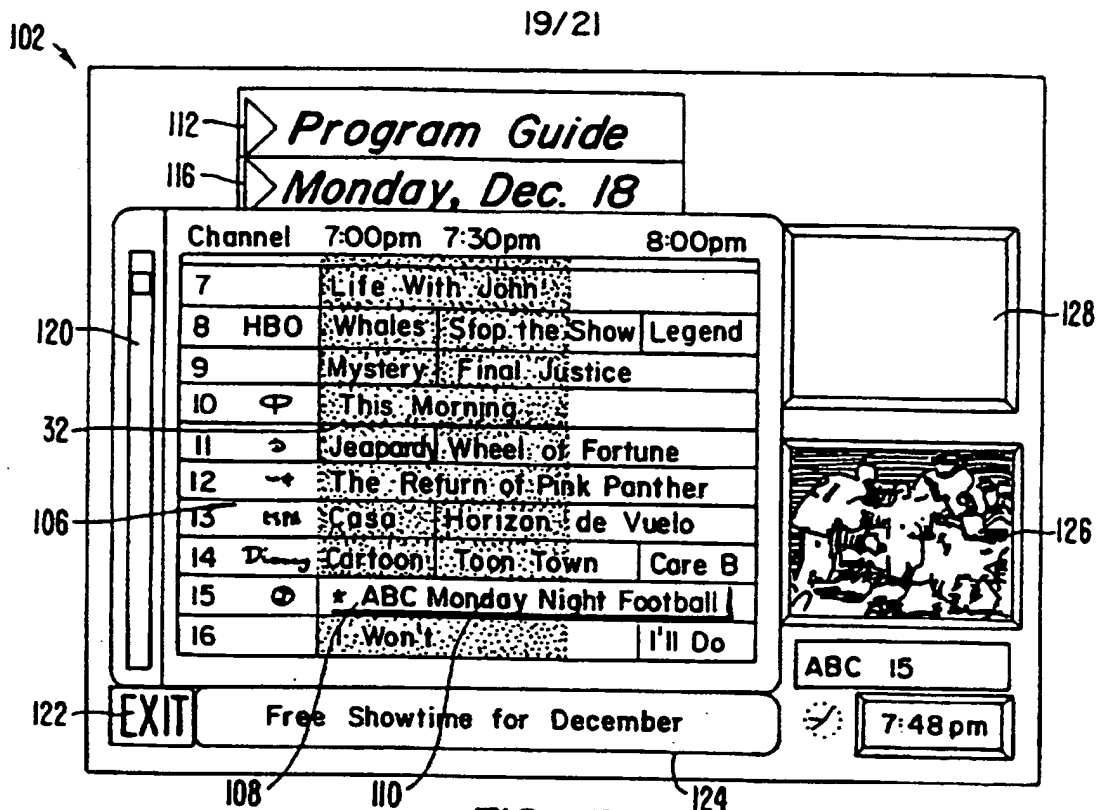 19/21
102
112
Program Guide
116
Monday, Dec. 18
Channel 7:00pm 7:30pm 8:00pm
7 Life With John
8 HBO Whales Stop the Show Legend
128
120
9 Mystery Final Justice
10 This Morning
32
11 Jeapardy Wheel of Fortune
12 The Return of Pink Panther
106
13 Casa Horizon de Vuelo
126
14 Disney Cartoon Toon Town Care B
15 * ABC Monday Night Football
16 I Won't I'll Do
ABC 15
122
EXIT
Free Showtime for December
7:48pm
108
110
124